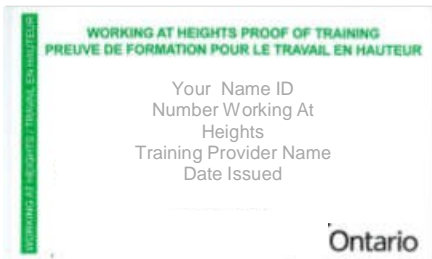 WORKING AT HEIGHTS / TRAVAIL EN HAUTEUR
WORKING AT HEIGHTS PROOF OF TRAINING
PREUVE DE FORMATION POUR LE TRAVAIL EN HAUTEUR
Your Name ID
Number Working At
Heights
Training Provider Name
Date Issued
Ontario